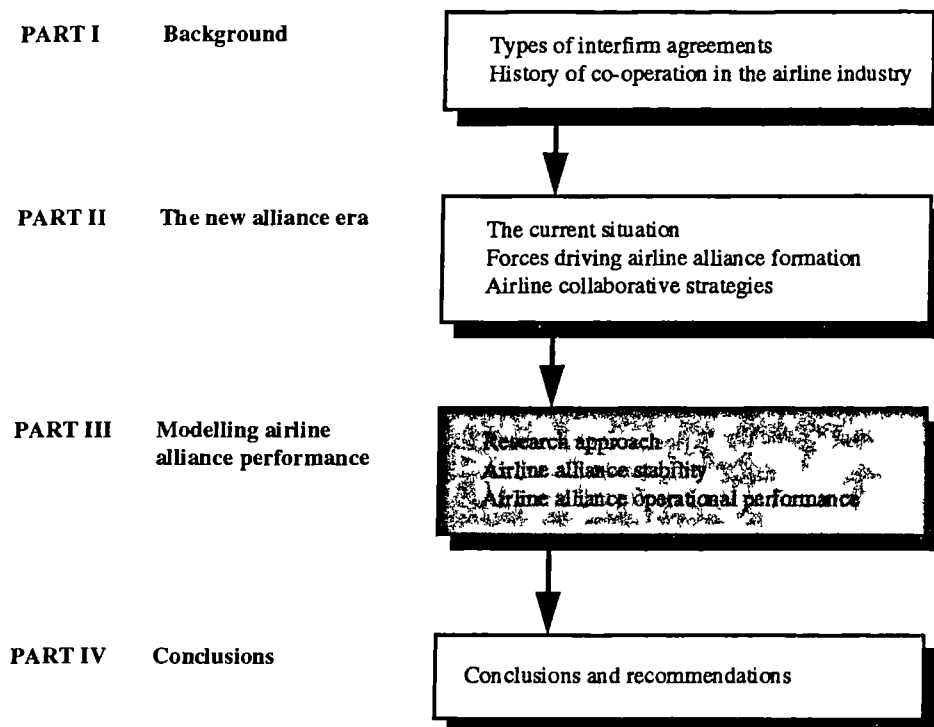 PART I Background
Types of interfirm agreements
History of co-operation in the airline industry
PART II The new alliance era
The current situation
Forces driving airline alliance formation
Airline collaborative strategies
PART III Modelling airline
alliance performance
Research approach
Airline alliance stability
Airline alliance operational performance
PART IV Conclusions
Conclusions and recommendations